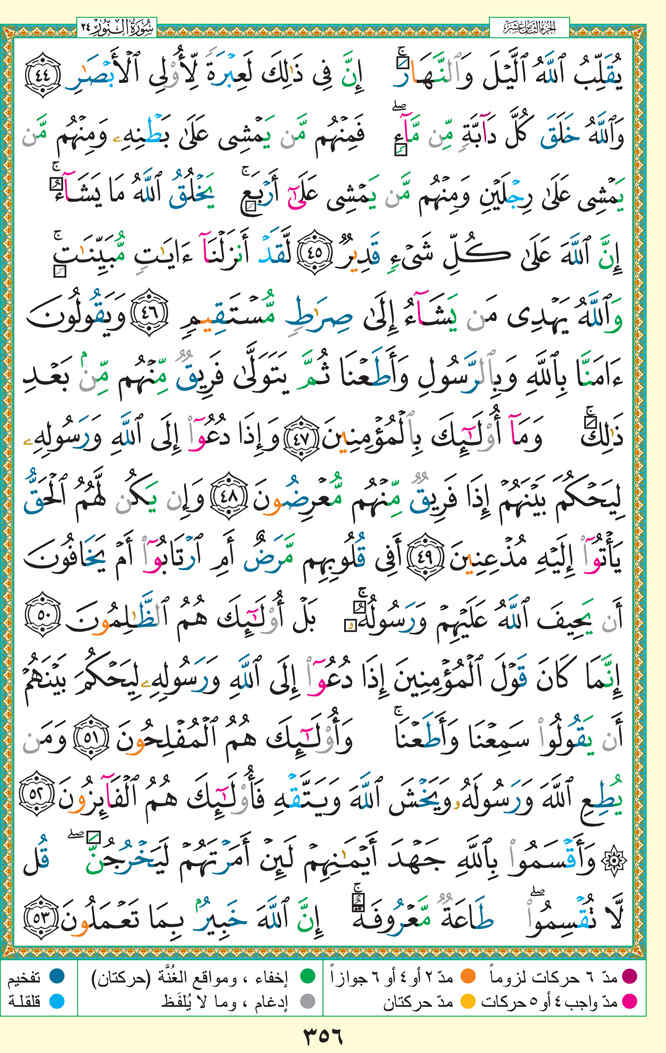 سُورَةُ النُّورِ ٢٤
الجزء الثامن عشر
يُقَلِّبُ ٱللَّهُ ٱلَّيْلَ وَٱلنَّهَارَ ۚ إِنَّ فِى ذَٰلِكَ لَعِبْرَةً لِّأُو۟لِى ٱلْأَبْصَٰرِ ٤٤
وَٱللَّهُ خَلَقَ كُلَّ دَآبَّةٍ مِّن مَّآءٍ ۖ فَمِنْهُم مَّن يَمْشِى عَلَىٰ بَطْنِهِۦ وَمِنْهُم مَّن
يَمْشِى عَلَىٰ رِجْلَيْنِ وَمِنْهُم مَّن يَمْشِى عَلَىٰٓ أَرْبَعٍ ۚ يَخْلُقُ ٱللَّهُ مَا يَشَآءُ ۚ
إِنَّ ٱللَّهَ عَلَىٰ كُلِّ شَىْءٍ قَدِيرٌ ٤٥ لَّقَدْ أَنزَلْنَآ ءَايَٰتٍ مُّبَيِّنَٰتٍ ۚ
وَٱللَّهُ يَهْدِى مَن يَشَآءُ إِلَىٰ صِرَٰطٍ مُّسْتَقِيمٍ ٤٦ وَيَقُولُونَ
ءَامَنَّا بِٱللَّهِ وَبِٱلرَّسُولِ وَأَطَعْنَا ثُمَّ يَتَوَلَّىٰ فَرِيقٌ مِّنْهُم مِّنۢ بَعْدِ
ذَٰلِكَ ۚ وَمَآ أُو۟لَٰٓئِكَ بِٱلْمُؤْمِنِينَ ٤٧ وَإِذَا دُعُوٓا۟ إِلَى ٱللَّهِ وَرَسُولِهِۦ
لِيَحْكُمَ بَيْنَهُمْ إِذَا فَرِيقٌ مِّنْهُم مُّعْرِضُونَ ٤٨ وَإِن يَكُن لَّهُمُ ٱلْحَقُّ
يَأْتُوٓا۟ إِلَيْهِ مُذْعِنِينَ ٤٩ أَفِى قُلُوبِهِم مَّرَضٌ أَمِ ٱرْتَابُوٓا۟ أَمْ يَخَافُونَ
أَن يَحِيفَ ٱللَّهُ عَلَيْهِمْ وَرَسُولُهُۥ ۚ بَلْ أُو۟لَٰٓئِكَ هُمُ ٱلظَّٰلِمُونَ ٥٠
إِنَّمَا كَانَ قَوْلَ ٱلْمُؤْمِنِينَ إِذَا دُعُوٓا۟ إِلَى ٱللَّهِ وَرَسُولِهِۦ لِيَحْكُمَ بَيْنَهُمْ
أَن يَقُولُوا۟ سَمِعْنَا وَأَطَعْنَا ۚ وَأُو۟لَٰٓئِكَ هُمُ ٱلْمُفْلِحُونَ ٥١ وَمَن
يُطِعِ ٱللَّهَ وَرَسُولَهُۥ وَيَخْشَ ٱللَّهَ وَيَتَّقْهِ فَأُو۟لَٰٓئِكَ هُمُ ٱلْفَآئِزُونَ ٥٢
۞ وَأَقْسَمُوا۟ بِٱللَّهِ جَهْدَ أَيْمَٰنِهِمْ لَئِنْ أَمَرْتَهُمْ لَيَخْرُجُنَّ ۖ قُل
لَّا تُقْسِمُوا۟ ۖ طَاعَةٌ مَّعْرُوفَةٌ ۚ إِنَّ ٱللَّهَ خَبِيرٌۢ بِمَا تَعْمَلُونَ ٥٣
مدّ ٦ حركات لزوماً مدّ ٢ أو ٤ أو ٦ جوازاً إخفاء ، ومواقع الغُنَّة (حركتان) تفخيم
مدّ واجب ٤ أو ٥ حركات مدّ حركتان إدغام ، وما لا يُلفَظ قلقلة
٣٥٦